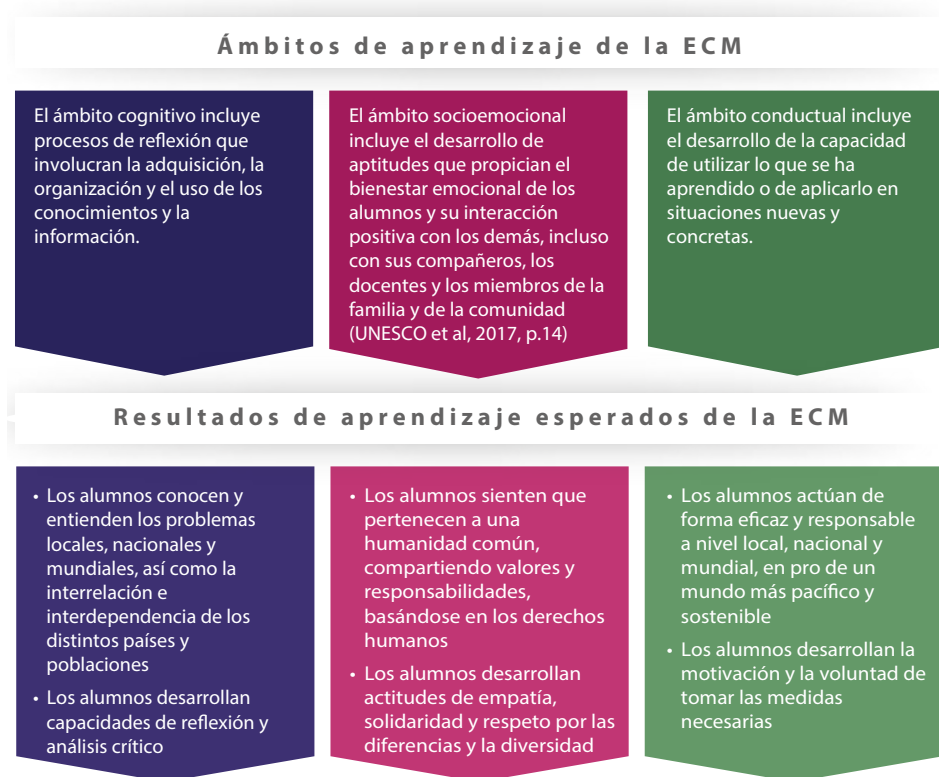 Ámbitos de aprendizaje de la ECM
El ámbito cognitivo incluye
procesos de reflexión que
involucran la adquisición, la
organización y el uso de los
conocimientos y la
información.
El ámbito socioemocional
incluye el desarrollo de
aptitudes que propician el
bienestar emocional de los
alumnos y su interacción
positiva con los demás, incluso
con sus compañeros, los
docentes y los miembros de la
familia y de la comunidad
(UNESCO et al, 2017, p.14)
El ámbito conductual incluye
el desarrollo de la capacidad
de utilizar lo que se ha
aprendido o de aplicarlo en
situaciones nuevas y
concretas.
Resultados de aprendizaje esperados de la ECM
• Los alumnos conocen y
entienden los problemas
locales, nacionales y
mundiales, así como la
interrelación e
interdependencia de los
distintos países y
poblaciones
• Los alumnos desarrollan
capacidades de reflexión y
análisis crítico
• Los alumnos sienten que
pertenecen a una
humanidad común,
compartiendo valores y
responsabilidades,
basándose en los derechos
humanos
• Los alumnos desarrollan
actitudes de empatía,
solidaridad y respeto por las
diferencias y la diversidad
• Los alumnos actúan de
forma eficaz y responsable
a nivel local, nacional y
mundial, en pro de un
mundo más pacífico y
sostenible
• Los alumnos desarrollan la
motivación y la voluntad de
tomar las medidas
necesarias